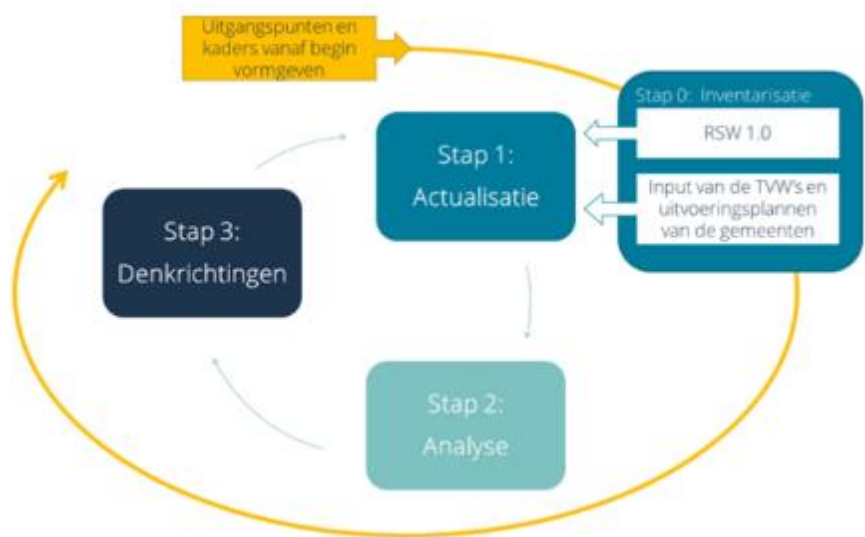 Uitgangspunten en
kaders vanaf begin
vormgeven
Stap 0: Inventarisatie
RSW 1.0
Input van de TVW's en
uitvoeringsplannen
van de gemeenten
Stap 1:
Actualisatie
Stap 2:
Analyse
Stap 3:
Denkrichtingen